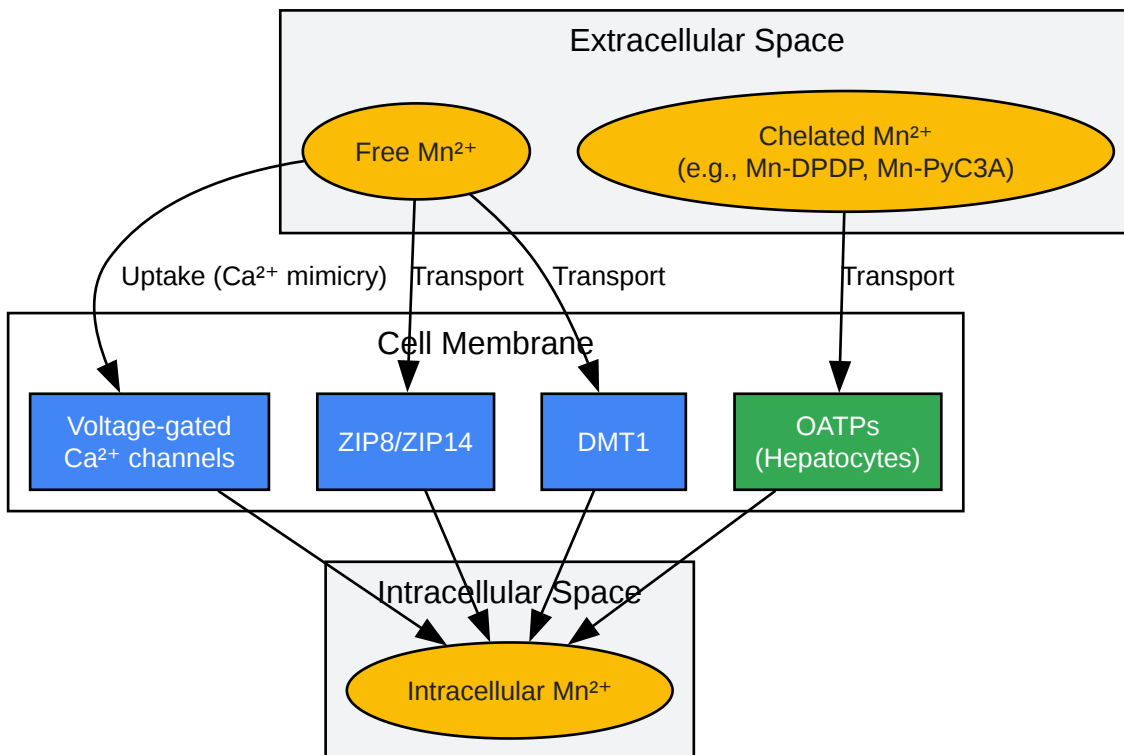 Extracellular Space
Free Mn²⁺
Chelated Mn²⁺
(e.g., Mn-DPDP, Mn-PyC3A)
Uptake (Ca²⁺ mimicry)
Transport
Transport
Transport
Cell Membrane
Voltage-gated
Ca²⁺ channels
ZIP8/ZIP14
DMT1
OATPs
(Hepatocytes)
Intracellular Space
Intracellular Mn²⁺